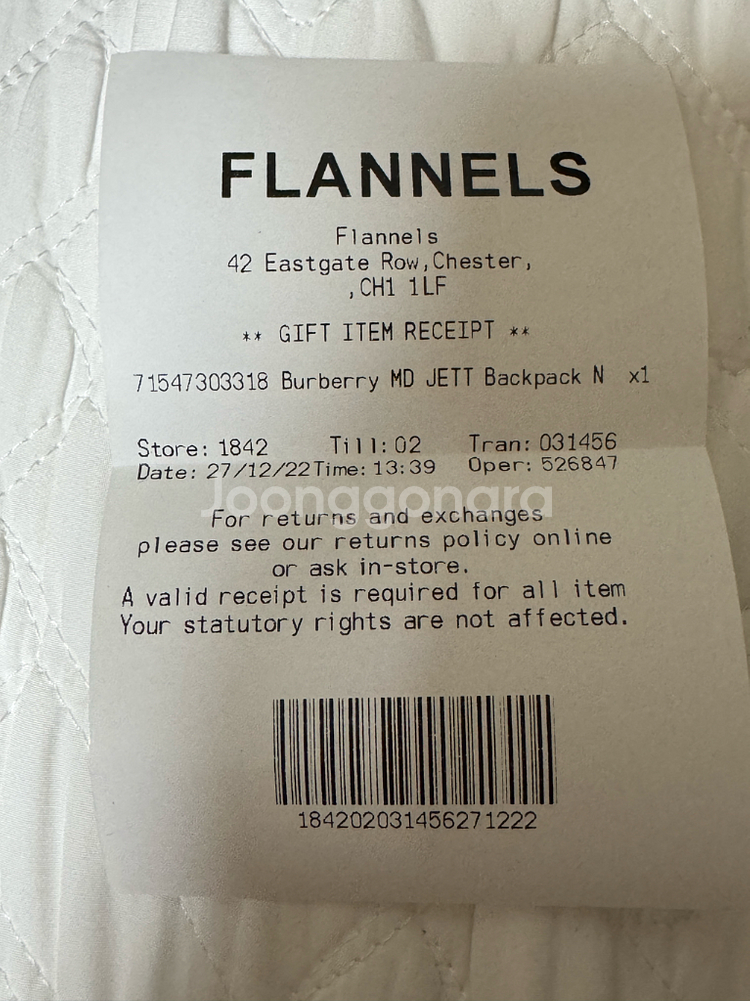 FLANNELS
Flannels
42 Eastgate Row,Chester,
,CH1 1LF
** GIFT ITEM RECEIPT **
71547303318 Burberry MD JETT Backpack N x1
Store: 1842 Till: 02 Tran: 031456
Date: 27/12/22 Time: 13:39 Oper: 526847
Joonggonara
For returns and exchanges
please see our returns policy online
or ask in-store.
A valid receipt is required for all item
Your statutory rights are not affected.
184202031456271222